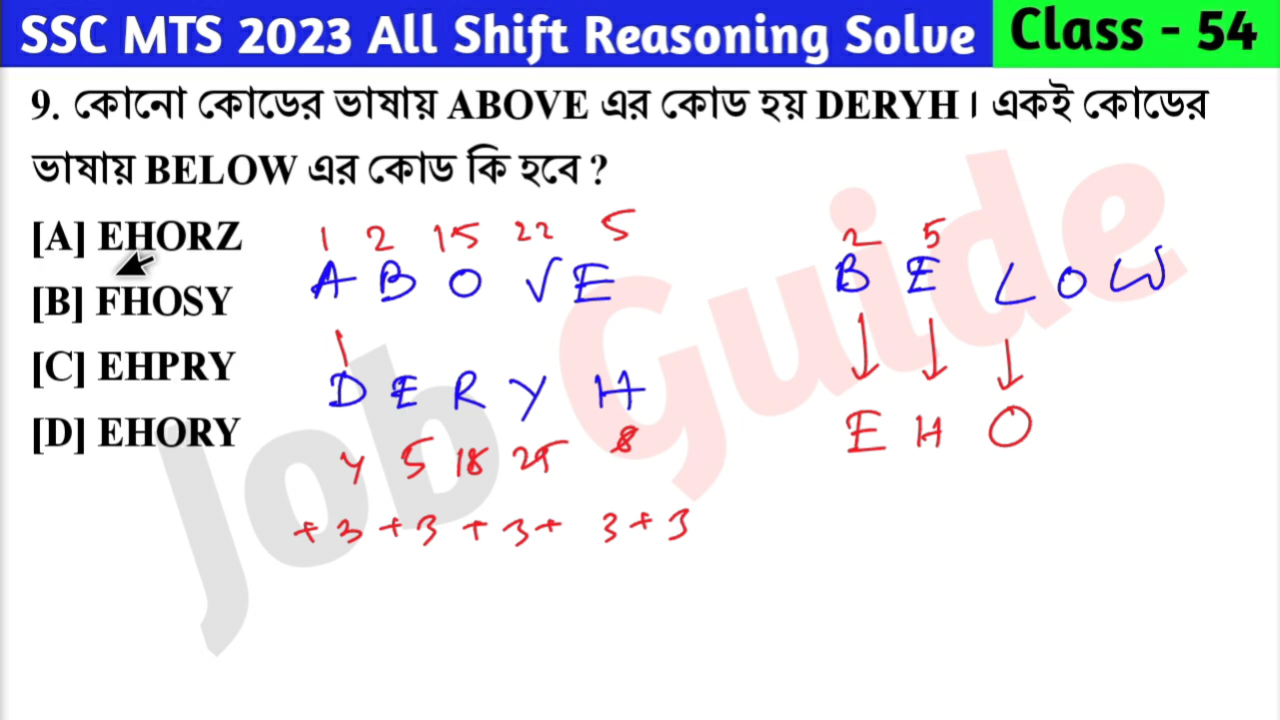 SSC MTS 2023 All Shift Reasoning Solve
Class - 54
9. কোনো কোডের ভাষায় ABOVE এর কোড হয় DERYH। একই কোডের
ভাষায় BELOW এর কোড কি হবে ?
[A] EHORZ
[B] FHOSY
[C] EHPRY
[D] EHORY
1 2 15 22 5
A B O V E
D E R Y H
4 5 18 25 8
+ 3 + 3 + 3 + 3 + 3
2 5
B E L O W
E H O
Job Guide